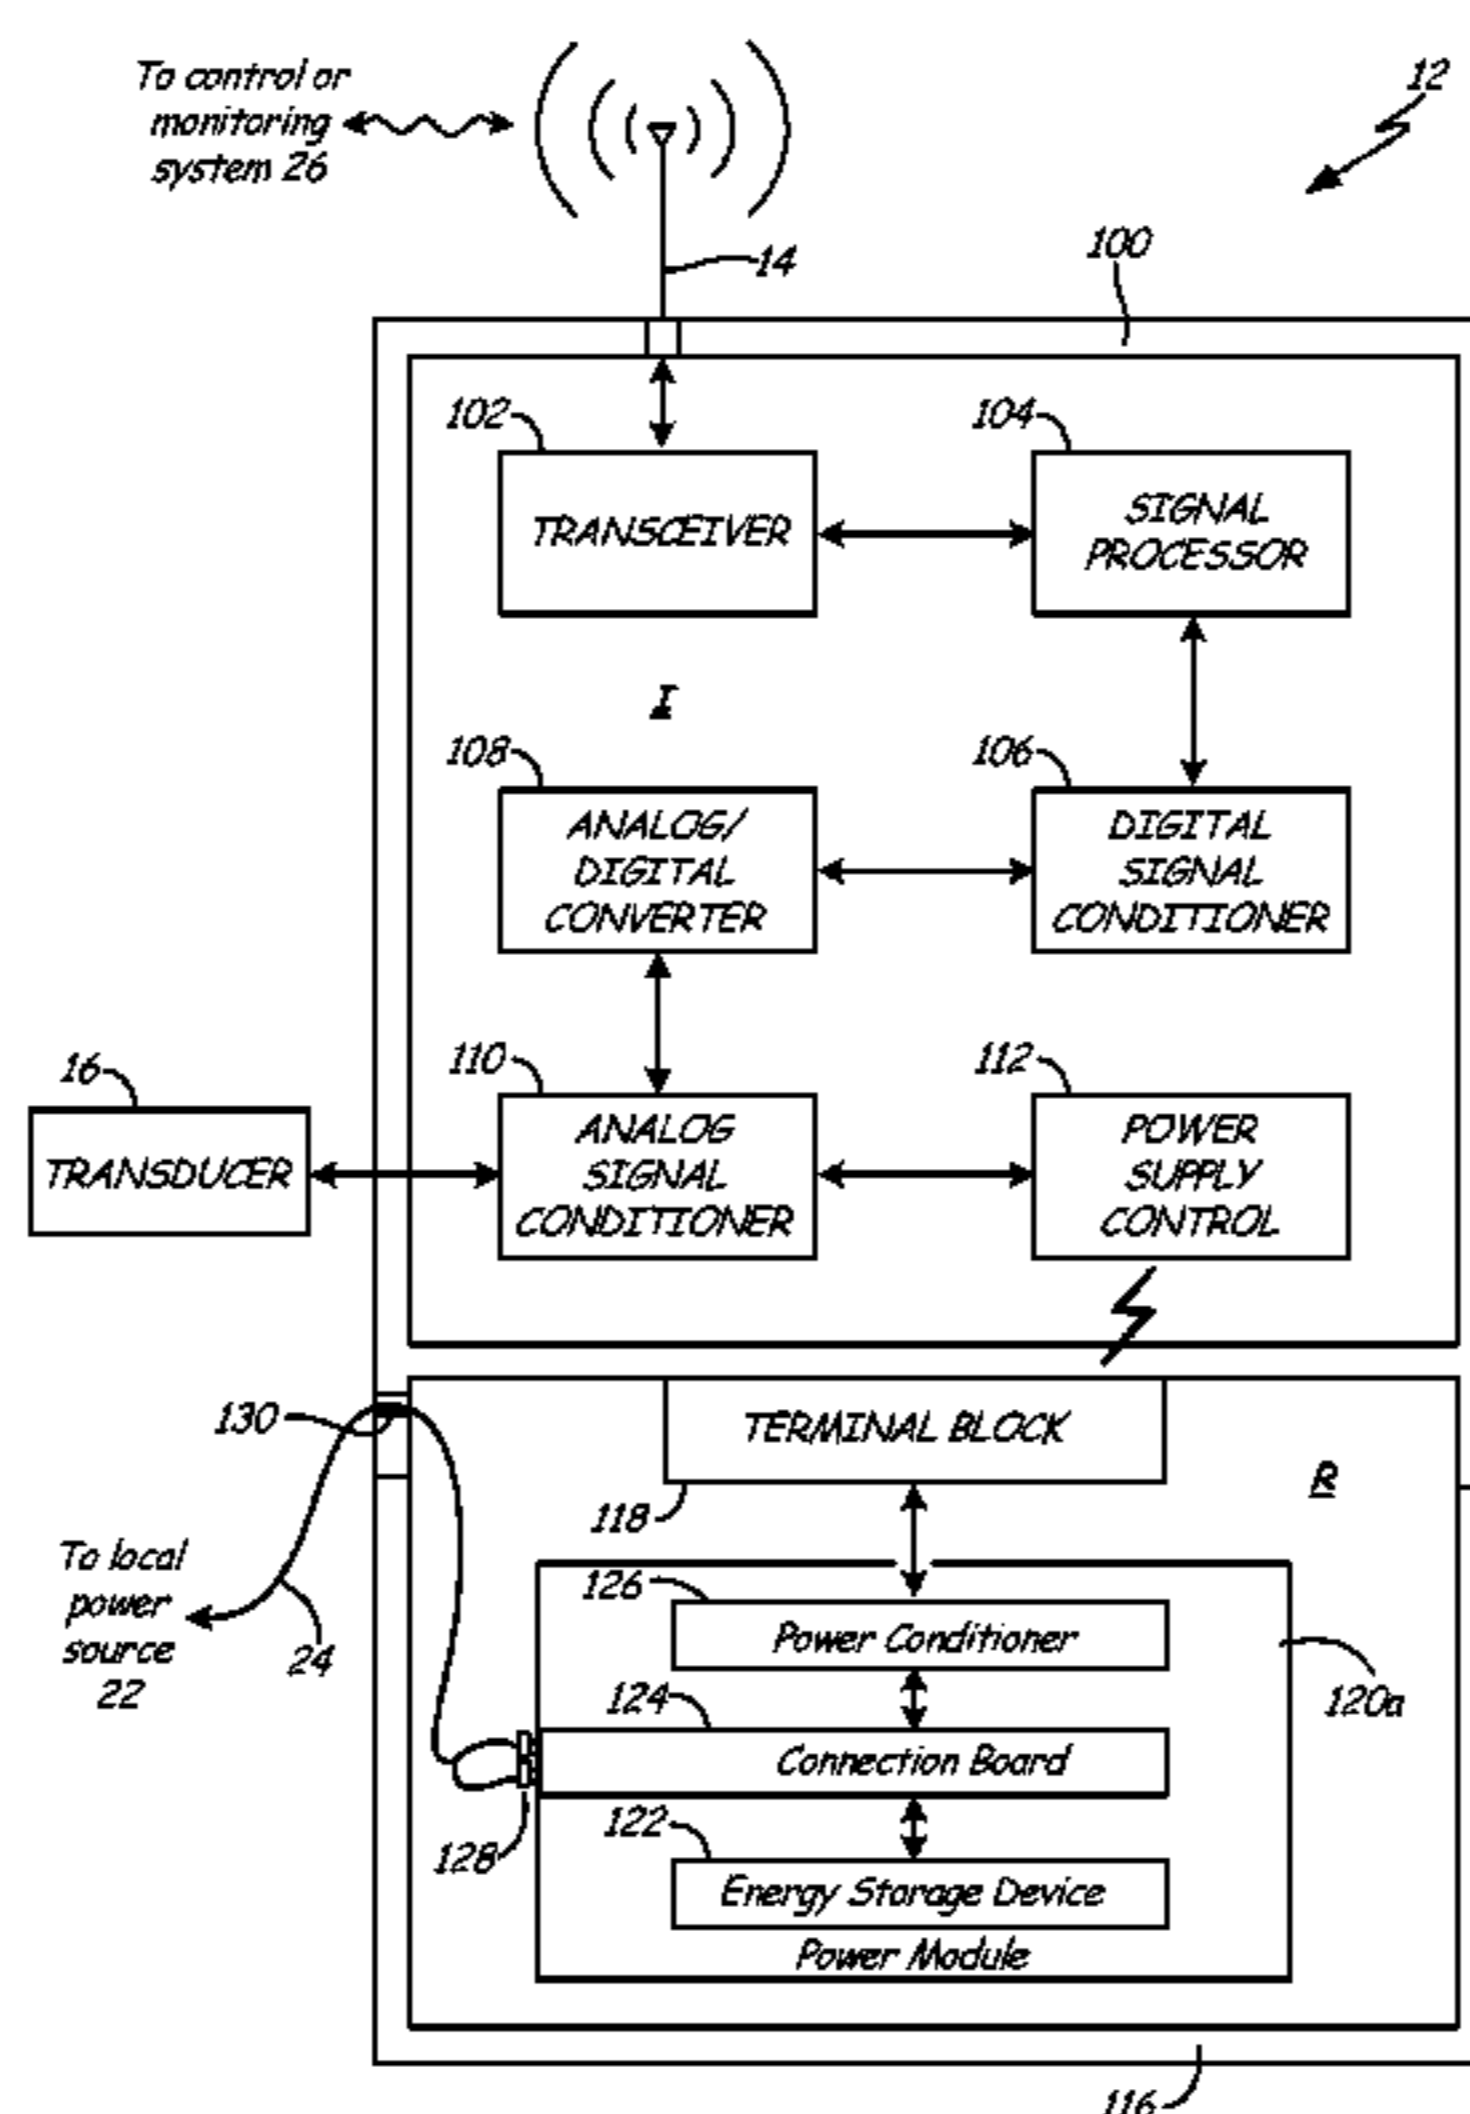 To control or
monitoring
system 26
12
14
100
102
104
TRANSCEIVER
SIGNAL
PROCESSOR
I
108
106
ANALOG/
DIGITAL
CONVERTER
DIGITAL
SIGNAL
CONDITIONER
16
110
112
TRANSDUCER
ANALOG
SIGNAL
CONDITIONER
POWER
SUPPLY
CONTROL
130
TERMINAL BLOCK
R
118
To local
power
source
22
24
126
Power Conditioner
120a
124
Connection Board
128
122
Energy Storage Device
Power Module
116